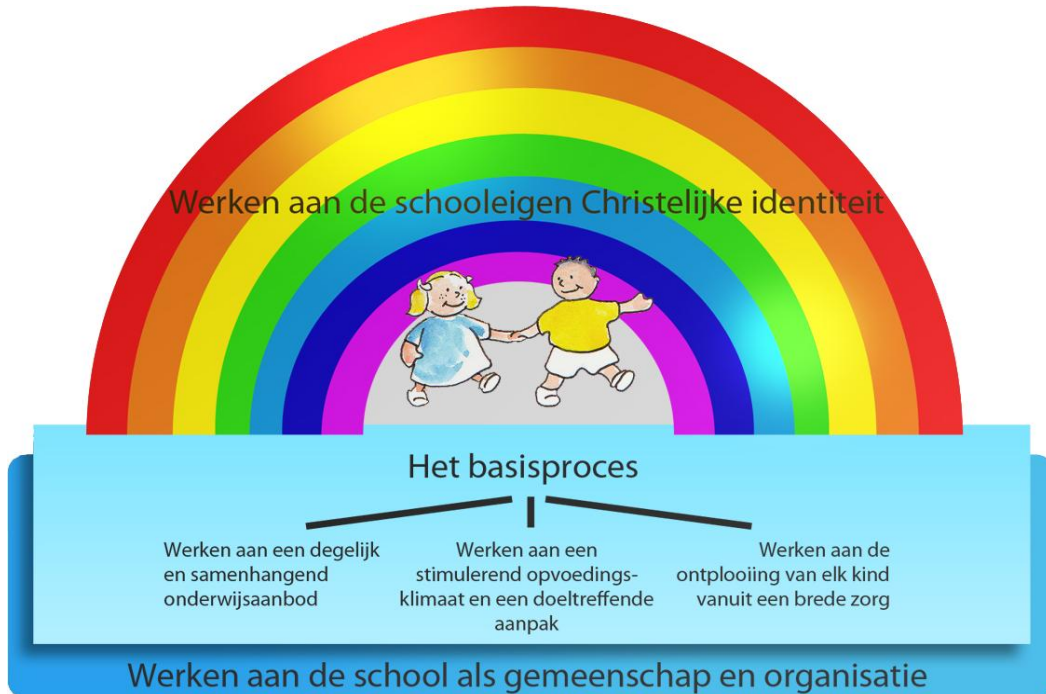 Werken aan de schooleigen Christelijke identiteit
Het basisproces
Werken aan een degelijk
en samenhangend
onderwijsaanbod
Werken aan een
stimulerend opvoedings-
klimaat en een doeltreffende
aanpak
Werken aan de
ontplooiing van elk kind
vanuit een brede zorg
Werken aan de school als gemeenschap en organisatie